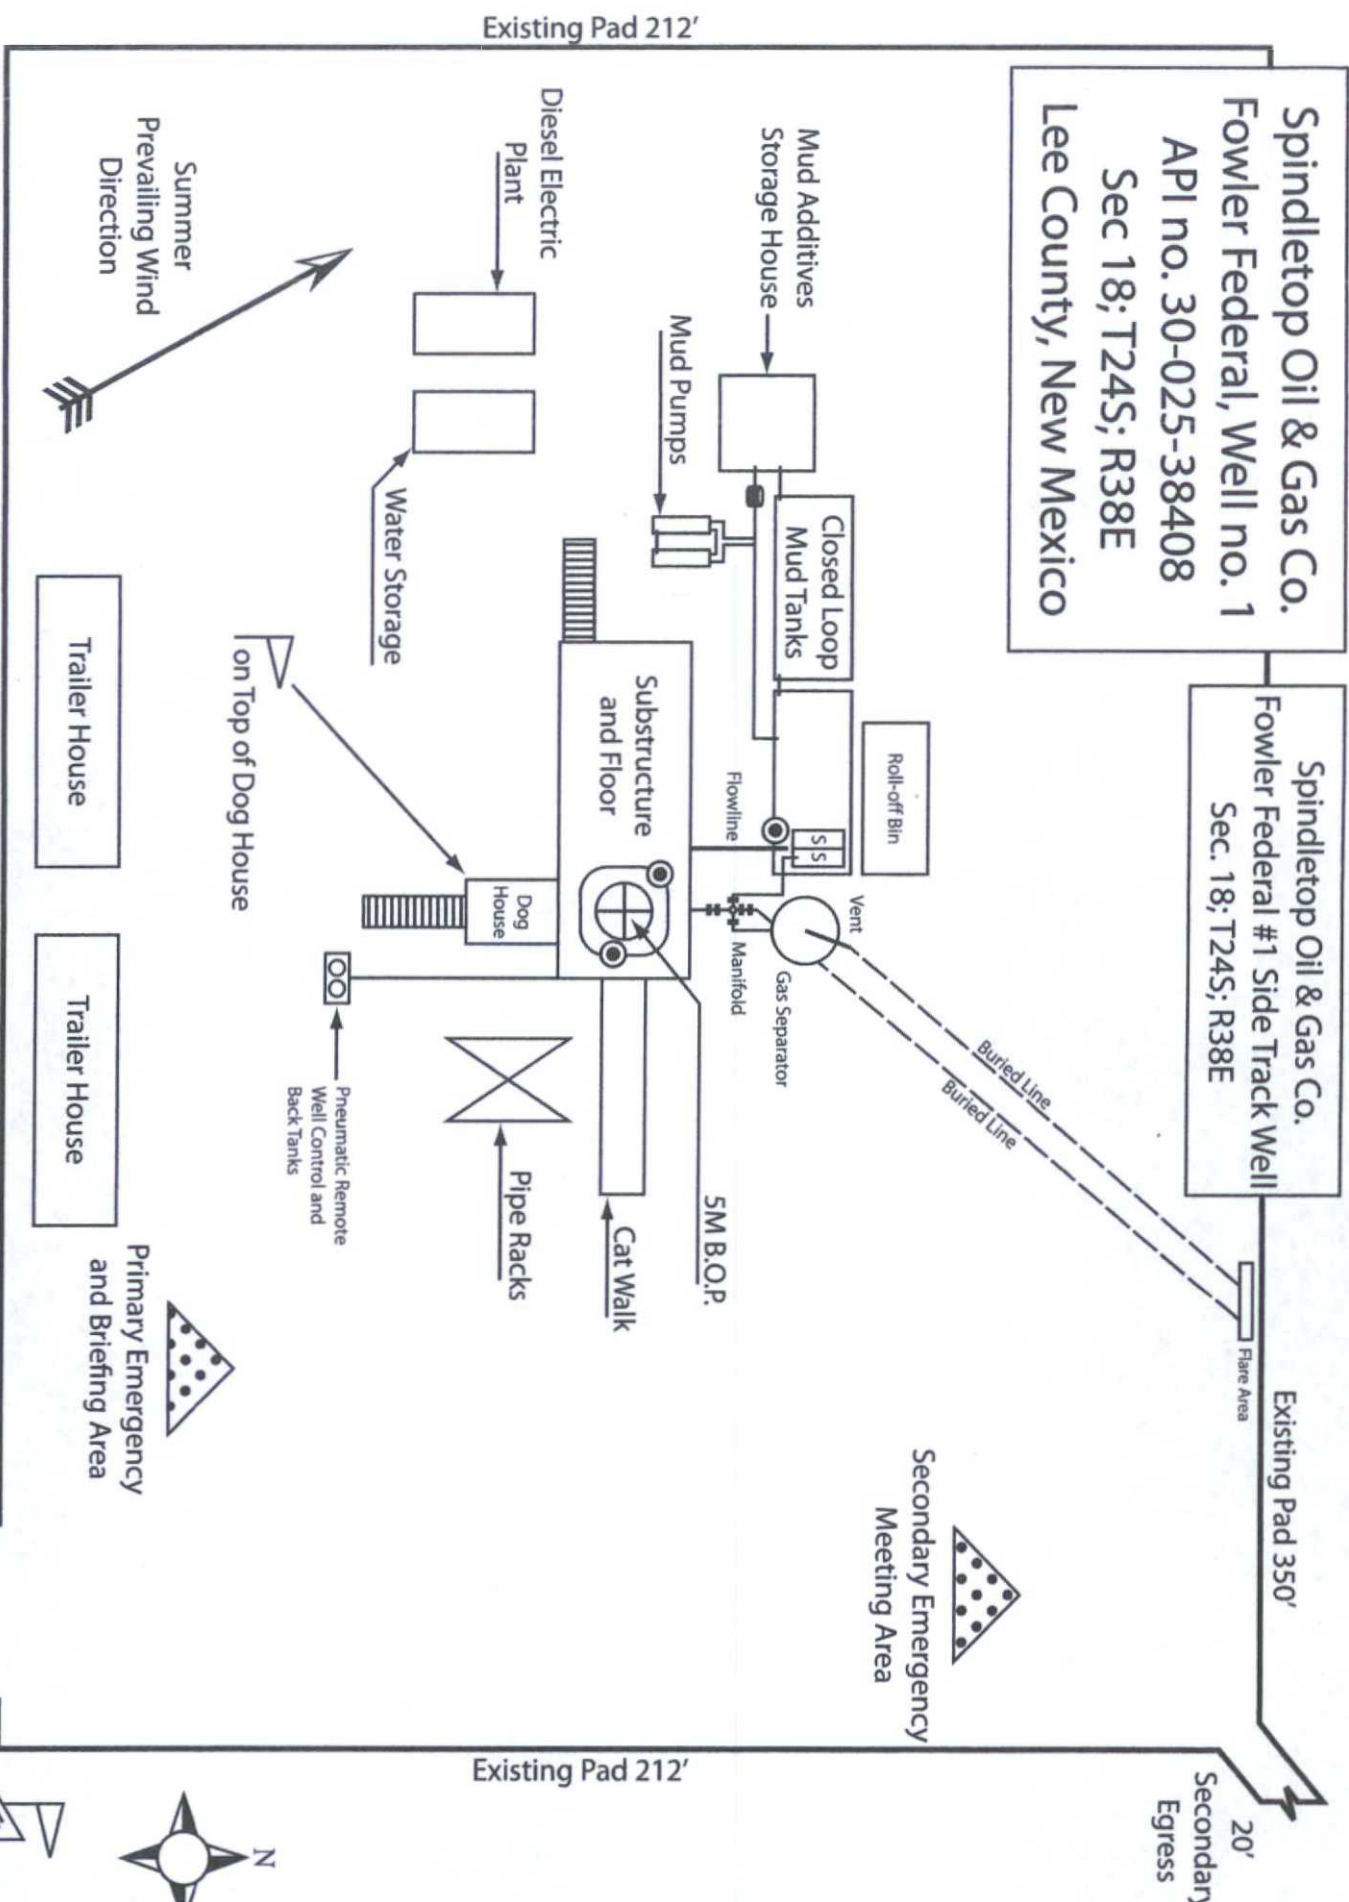 Spindletop Oil & Gas Co.
Fowler Federal, Well no. 1
API no. 30-025-38408
Sec 18; T24S; R38E
Lee County, New Mexico
Spindletop Oil & Gas Co.
Fowler Federal #1 Side Track Well
Sec. 18; T24S; R38E
Existing Pad 350'
20'
Secondary
Egress
Existing Pad 212'
Flare Area
Buried Line
Buried Line
Secondary Emergency
Meeting Area
Mud Additives
Storage House
Closed Loop
Mud Tanks
Roll-off Bin
S S
Vent
Gas Separator
Manifold
Flowline
Mud Pumps
Diesel Electric
Plant
Water Storage
Substructure
and Floor
5M B.O.P.
Cat Walk
Pipe Racks
Dog
House
Pneumatic Remote
Well Control and
Back Tanks
on Top of Dog House
Summer
Prevailing Wind
Direction
Trailer House
Trailer House
Primary Emergency
and Briefing Area
Existing Pad 212'
N